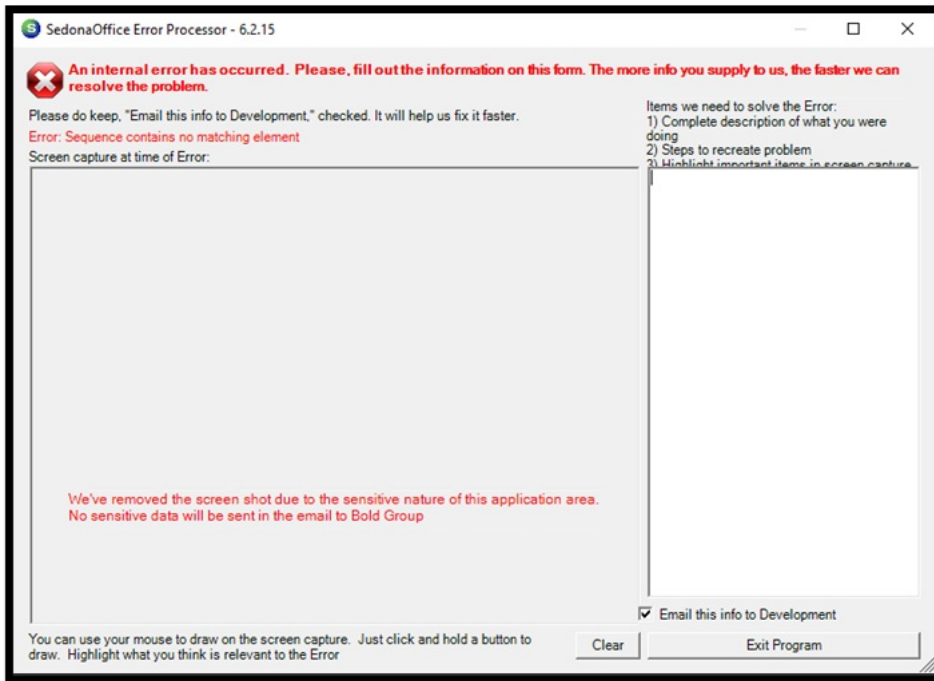 SedonaOffice Error Processor - 6.2.15
An internal error has occurred. Please, fill out the information on this form. The more info you supply to us, the faster we can
resolve the problem.
Please do keep, "Email this info to Development," checked. It will help us fix it faster.
Error: Sequence contains no matching element
Screen capture at time of Error:
Items we need to solve the Error:
1) Complete description of what you were
doing
2) Steps to recreate problem
3) Highlight important items in screen capture
We've removed the screen shot due to the sensitive nature of this application area.
No sensitive data will be sent in the email to Bold Group
Email this info to Development
You can use your mouse to draw on the screen capture. Just click and hold a button to
draw. Highlight what you think is relevant to the Error
Clear
Exit Program